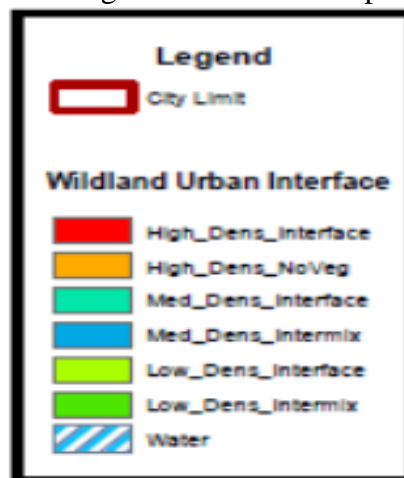 Legend
City Limit
Wildland Urban Interface
High_Dens_Interface
High_Dens_NoVeg
Med_Dens_Interface
Med_Dens_Intermix
Low_Dens_Interface
Low_Dens_Intermix
Water